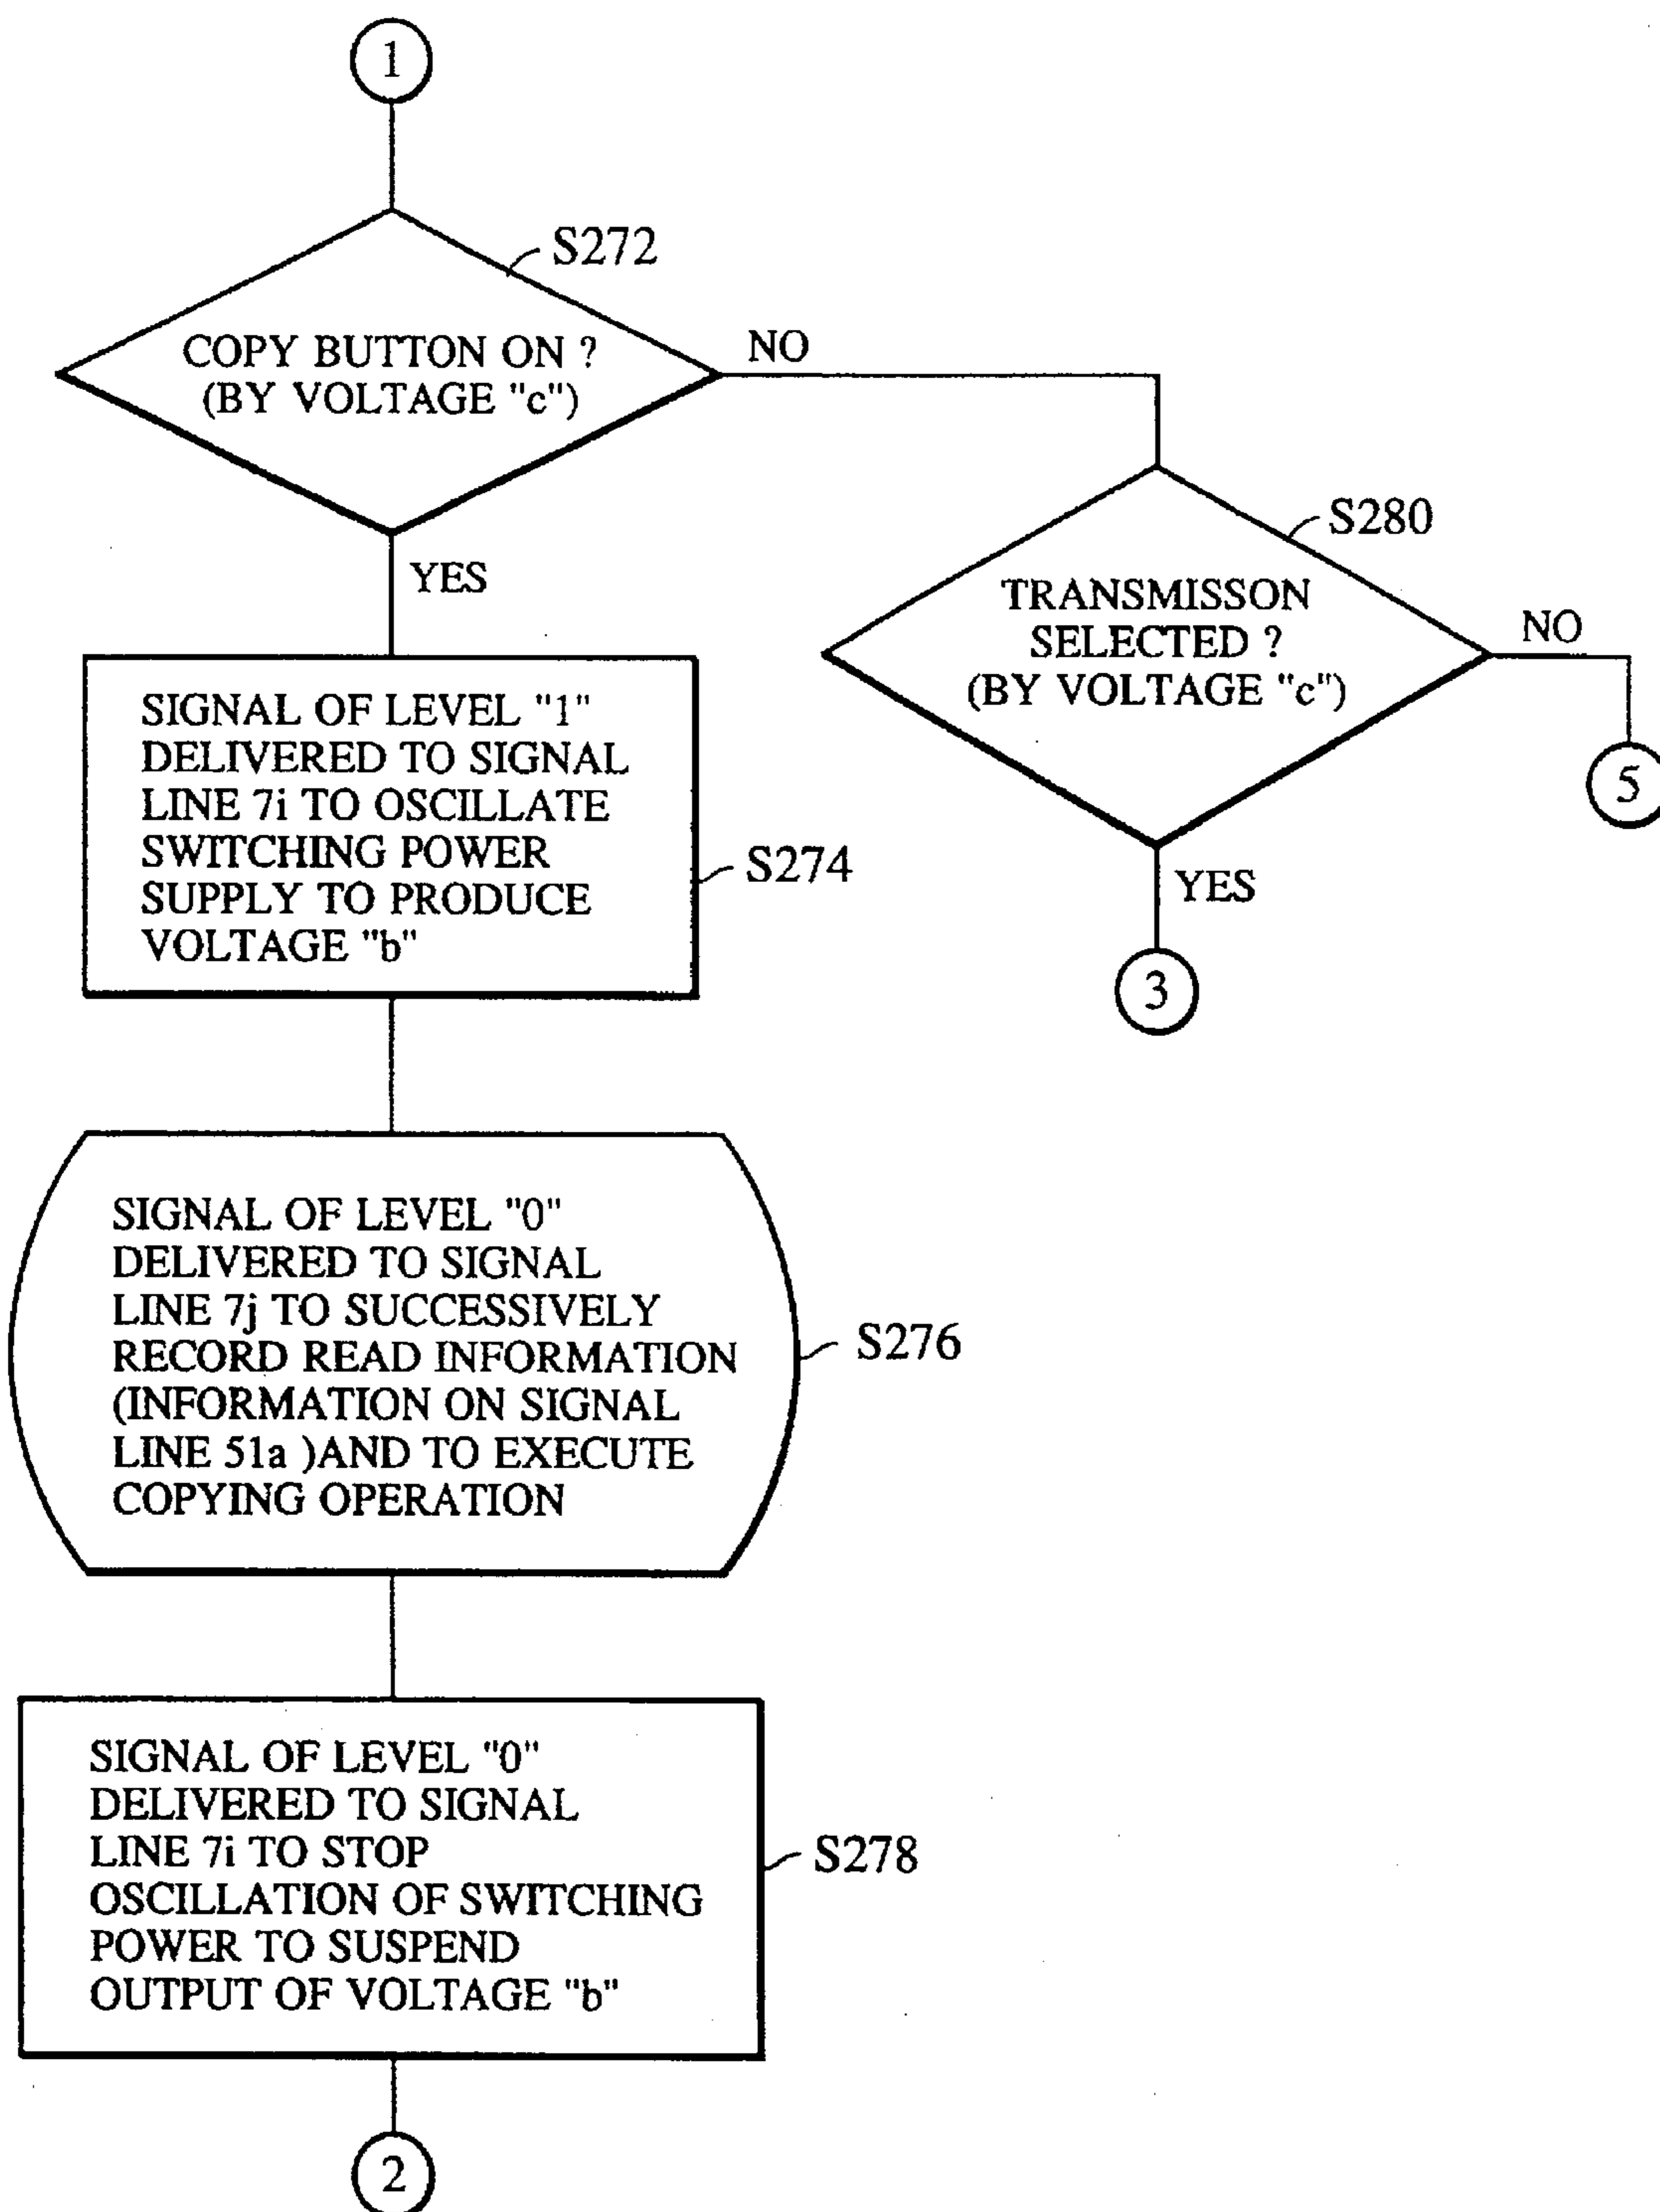 1
S272
COPY BUTTON ON ?
(BY VOLTAGE "c")
NO
YES
S280
TRANSMISSON
SELECTED ?
(BY VOLTAGE "c")
NO
5
YES
3
SIGNAL OF LEVEL "1"
DELIVERED TO SIGNAL
LINE 7i TO OSCILLATE
SWITCHING POWER
SUPPLY TO PRODUCE
VOLTAGE "b"
S274
SIGNAL OF LEVEL "0"
DELIVERED TO SIGNAL
LINE 7j TO SUCCESSIVELY
RECORD READ INFORMATION
(INFORMATION ON SIGNAL
LINE 51a )AND TO EXECUTE
COPYING OPERATION
S276
SIGNAL OF LEVEL "0"
DELIVERED TO SIGNAL
LINE 7i TO STOP
OSCILLATION OF SWITCHING
POWER TO SUSPEND
OUTPUT OF VOLTAGE "b"
S278
2